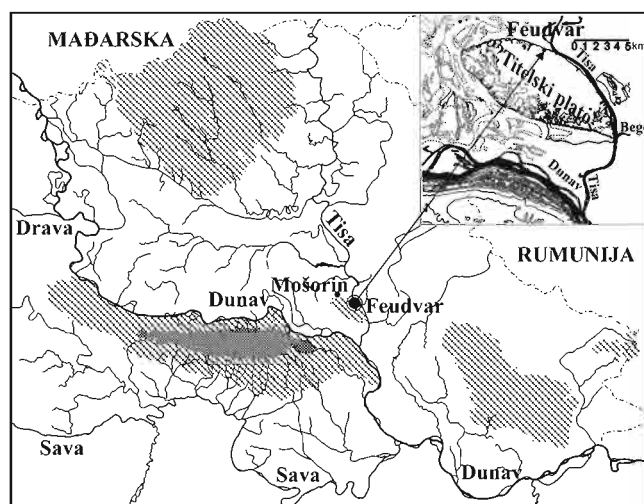 MAĐARSKA
Feudvar
0 1 2 3 4 5km
Tisa
Titelski plato
Begej
Dunav
Tisa
Drava
Tisa
RUMUNIJA
Mošorin
Dunav
Feudvar
Sava
Sava
Dunav